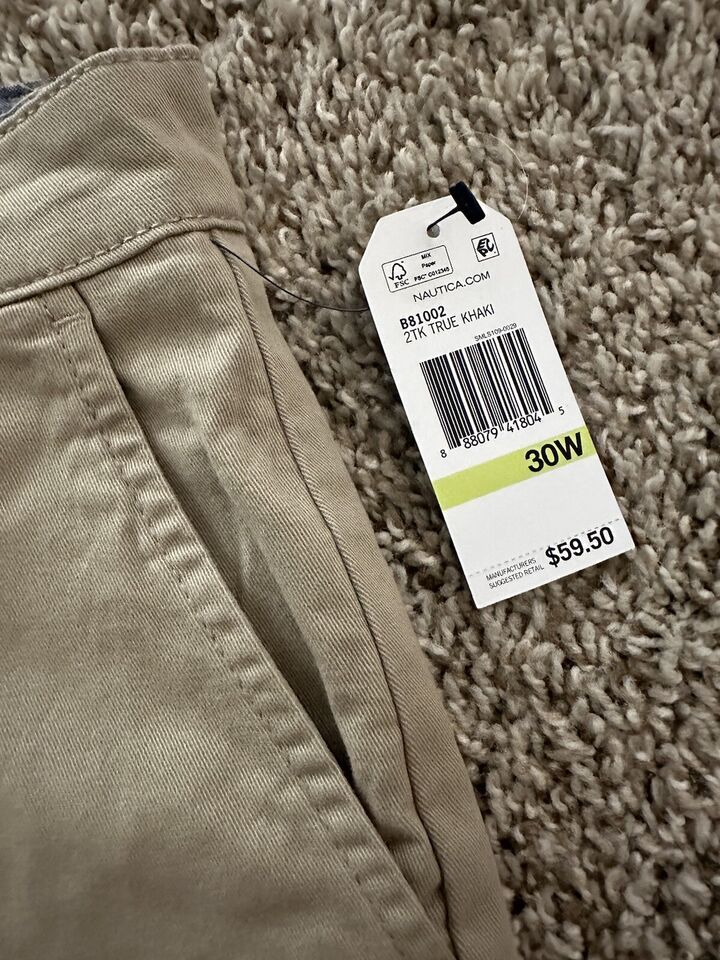 MIX
Paper
FSC
FSC® C012345
NAUTICA.COM
B81002
2TK TRUE KHAKI
SMLS109-0029
8 88079 41804 5
30W
MANUFACTURERS
SUGGESTED RETAIL $59.50